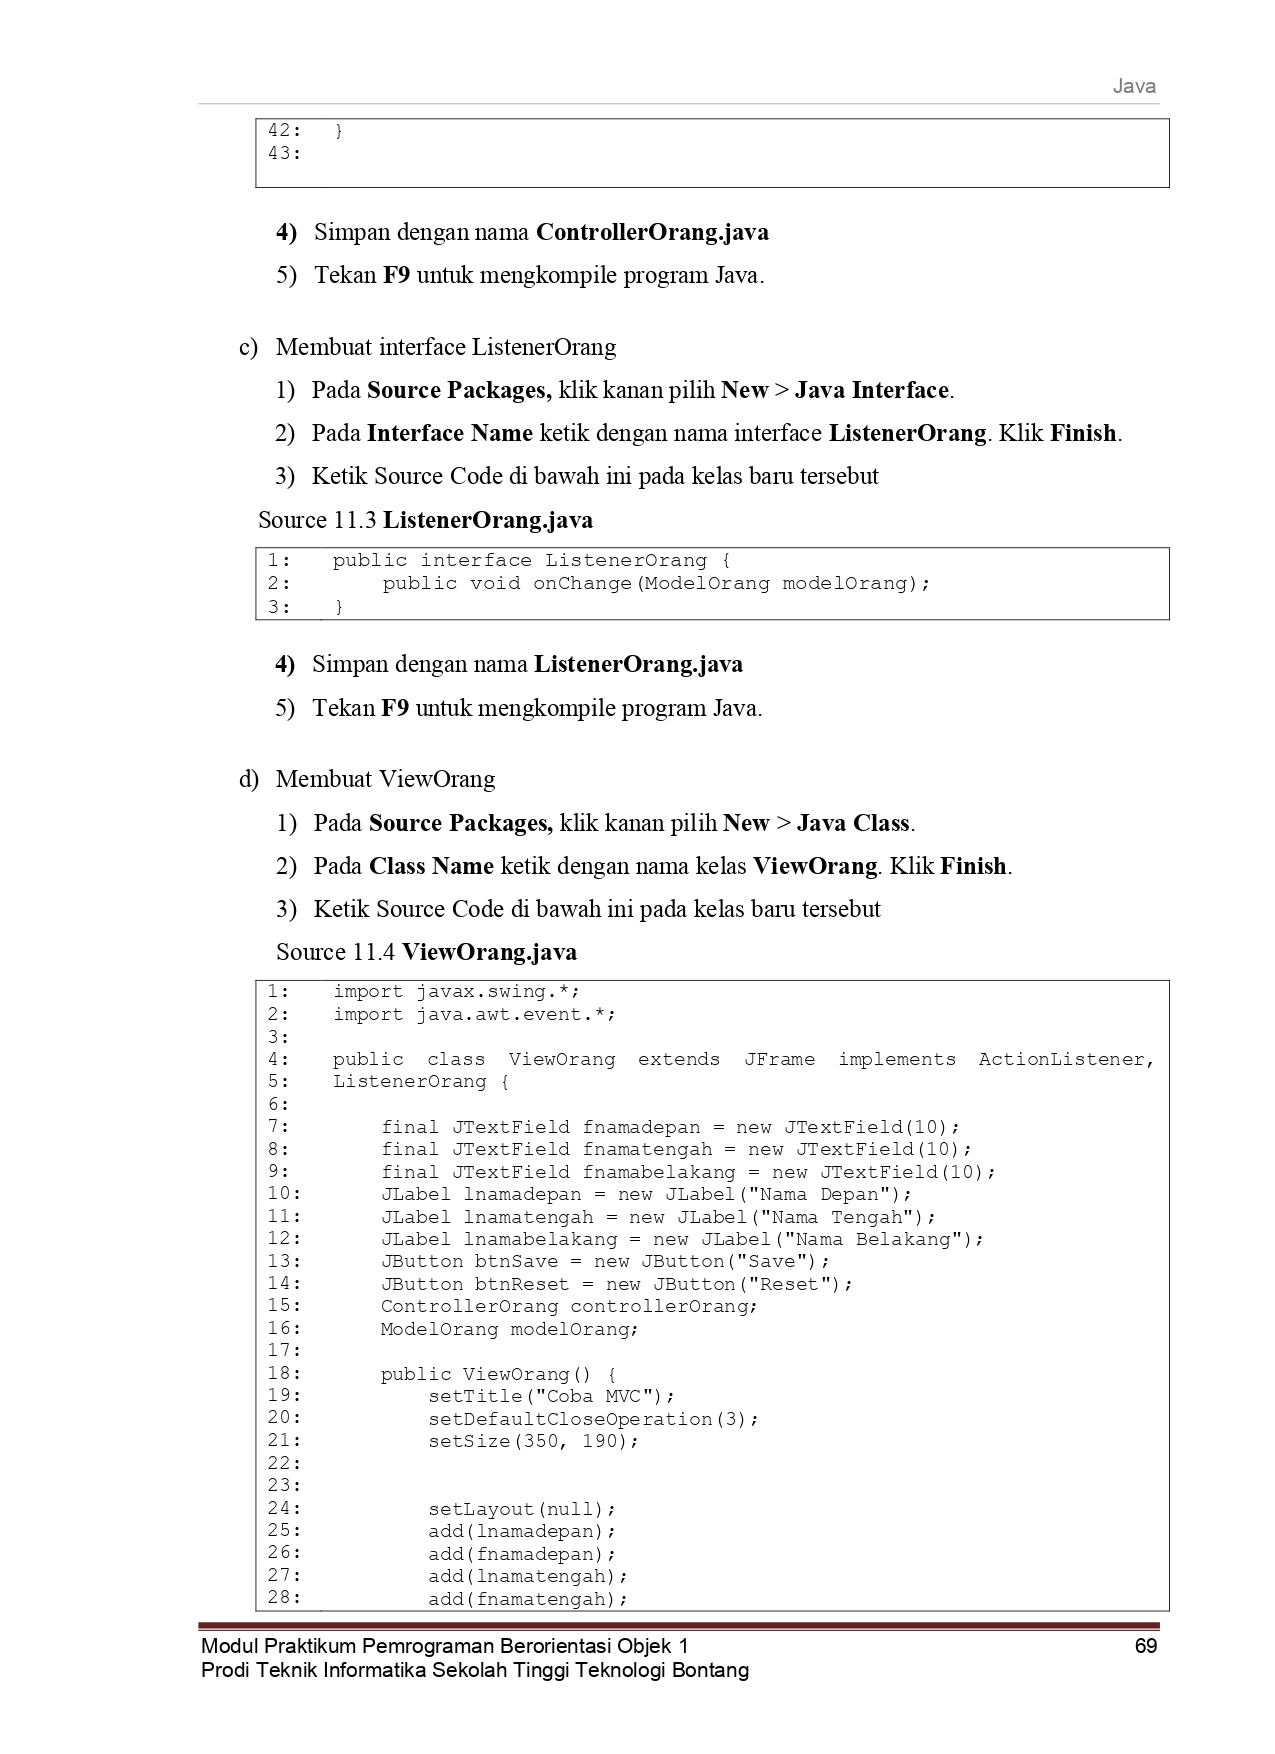 Java
42: }
43:
4) Simpan dengan nama ControllerOrang.java
5) Tekan F9 untuk mengkompile program Java.
c) Membuat interface ListenerOrang
1) Pada Source Packages, klik kanan pilih New > Java Interface.
2) Pada Interface Name ketik dengan nama interface ListenerOrang. Klik Finish.
3) Ketik Source Code di bawah ini pada kelas baru tersebut
Source 11.3 ListenerOrang.java
1: public interface ListenerOrang {
2: public void onChange(ModelOrang modelOrang);
3: }
4) Simpan dengan nama ListenerOrang.java
5) Tekan F9 untuk mengkompile program Java.
d) Membuat ViewOrang
1) Pada Source Packages, klik kanan pilih New > Java Class.
2) Pada Class Name ketik dengan nama kelas ViewOrang. Klik Finish.
3) Ketik Source Code di bawah ini pada kelas baru tersebut
Source 11.4 ViewOrang.java
1: import javax.swing.*;
2: import java.awt.event.*;
3:
4: public class ViewOrang extends JFrame implements ActionListener,
5: ListenerOrang {
6:
7: final JTextField fnamadepan = new JTextField(10);
8: final JTextField fnamatengah = new JTextField(10);
9: final JTextField fnamabelakang = new JTextField(10);
10: JLabel lnamadepan = new JLabel("Nama Depan");
11: JLabel lnamatengah = new JLabel("Nama Tengah");
12: JLabel lnamabelakang = new JLabel("Nama Belakang");
13: JButton btnSave = new JButton("Save");
14: JButton btnReset = new JButton("Reset");
15: ControllerOrang controllerOrang;
16: ModelOrang modelOrang;
17:
18: public ViewOrang() {
19: setTitle("Coba MVC");
20: setDefaultCloseOperation(3);
21: setSize(350, 190);
22:
23:
24: setLayout(null);
25: add(lnamadepan);
26: add(fnamadepan);
27: add(lnamatengah);
28: add(fnamatengah);
Modul Praktikum Pemrograman Berorientasi Objek 1 69
Prodi Teknik Informatika Sekolah Tinggi Teknologi Bontang